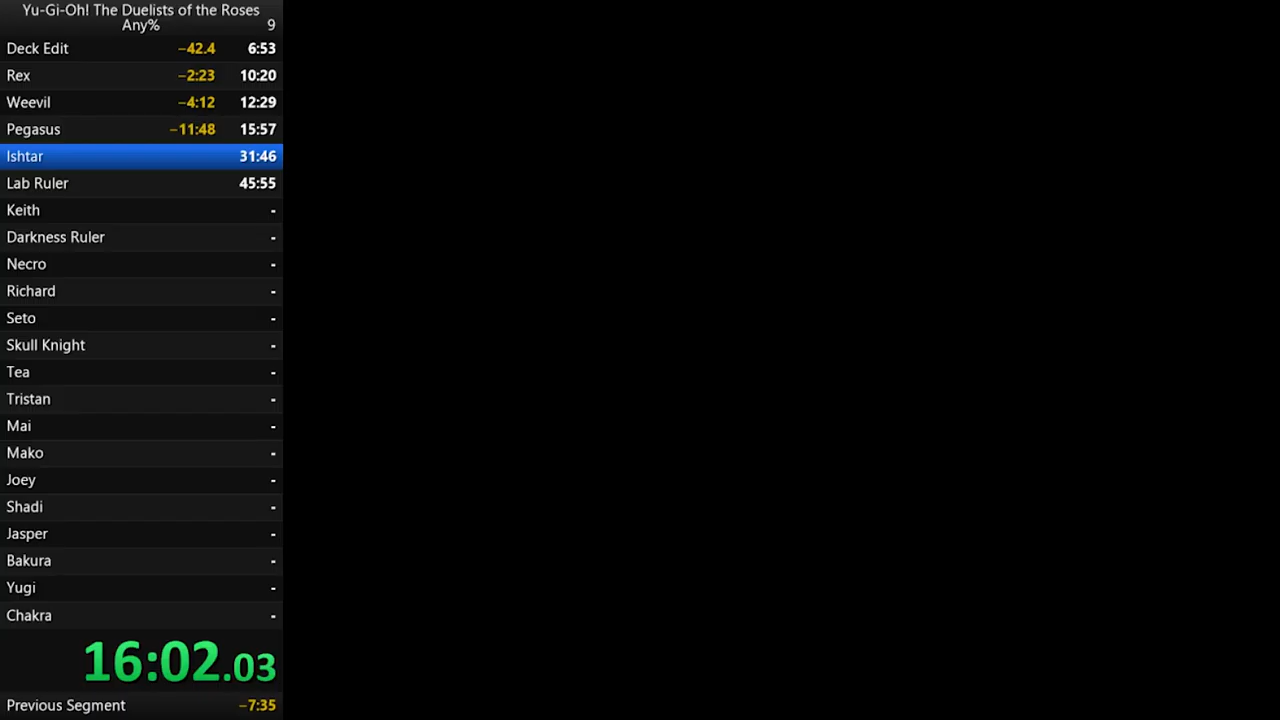 Yu-Gi-Oh! The Duelists of the Roses
Any% 9
Deck Edit −42.4 6:53
Rex −2:23 10:20
Weevil −4:12 12:29
Pegasus −11:48 15:57
Ishtar 31:46
Lab Ruler 45:55
Keith -
Darkness Ruler -
Necro -
Richard -
Seto -
Skull Knight -
Tea -
Tristan -
Mai -
Mako -
Joey -
Shadi -
Jasper -
Bakura -
Yugi -
Chakra -
16:02.03
Previous Segment −7:35